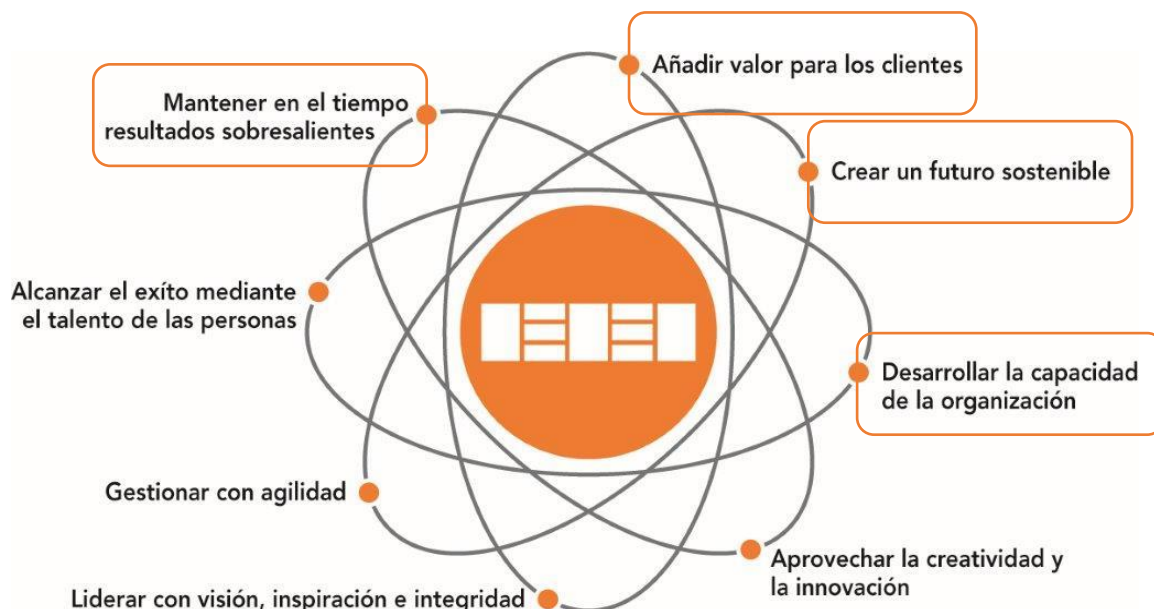 Añadir valor para los clientes
Mantener en el tiempo
resultados sobresalientes
Crear un futuro sostenible
Alcanzar el exíto mediante
el talento de las personas
Desarrollar la capacidad
de la organización
Gestionar con agilidad
Aprovechar la creatividad y
la innovación
Liderar con visión, inspiración e integridad